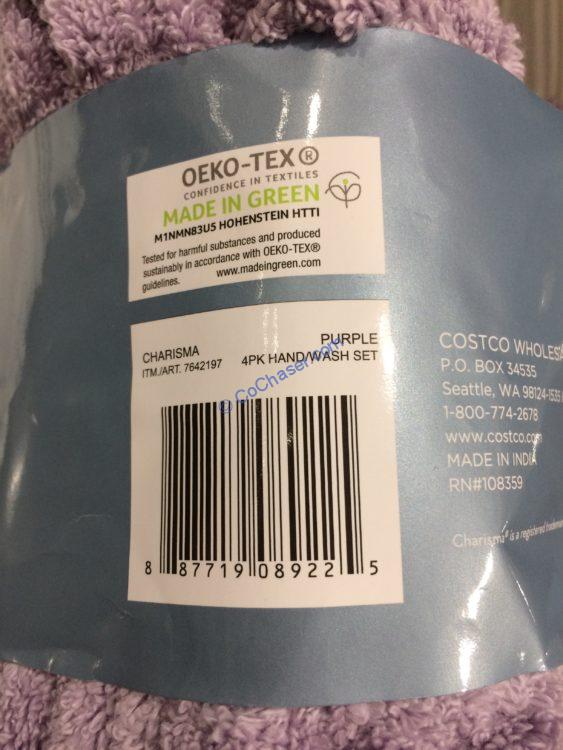 OEKO-TEX®
CONFIDENCE IN TEXTILES
MADE IN GREEN
M1NMN83U5 HOHENSTEIN HTTI
Tested for harmful substances and produced
sustainably in accordance with OEKO-TEX®
guidelines. www.madeingreen.com
CHARISMA PURPLE
ITM./ART. 7642197 4PK HAND/WASH SET
© CoChaser.com
8 87719 08922 5
COSTCO WHOLESA
P.O. BOX 34535
Seattle, WA 98124-1535
1-800-774-2678
www.costco.com
MADE IN INDIA
RN#108359
Charisma® is a registered trademark